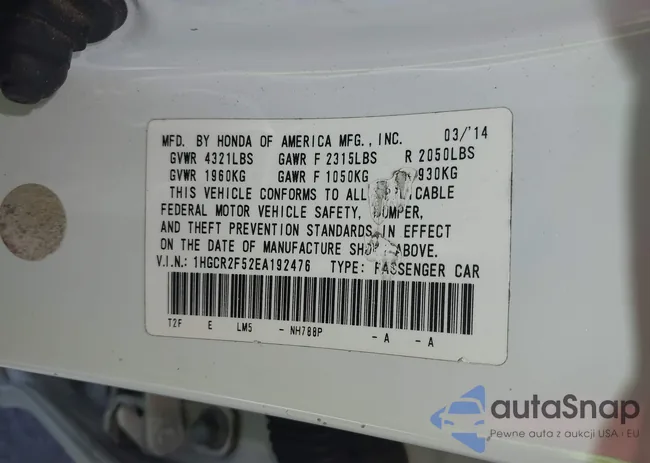 MFD. BY HONDA OF AMERICA MFG., INC. 03/'14
GVWR 4321LBS GAWR F 2315LBS R 2050LBS
GVWR 1960KG GAWR F 1050KG 930KG
THIS VEHICLE CONFORMS TO ALL
FEDERAL MOTOR VEHICLE SAFETY,
AND THEFT PREVENTION STANDARDS IN EFFECT
ON THE DATE OF MANUFACTURE ABOVE.
V.I.N.: 1HGCR2F52EA192476 TYPE: PASSENGER CAR
T2F E LM5 - NH788P - A - A
autaSnap
Pewne auta z aukcji USA i EU